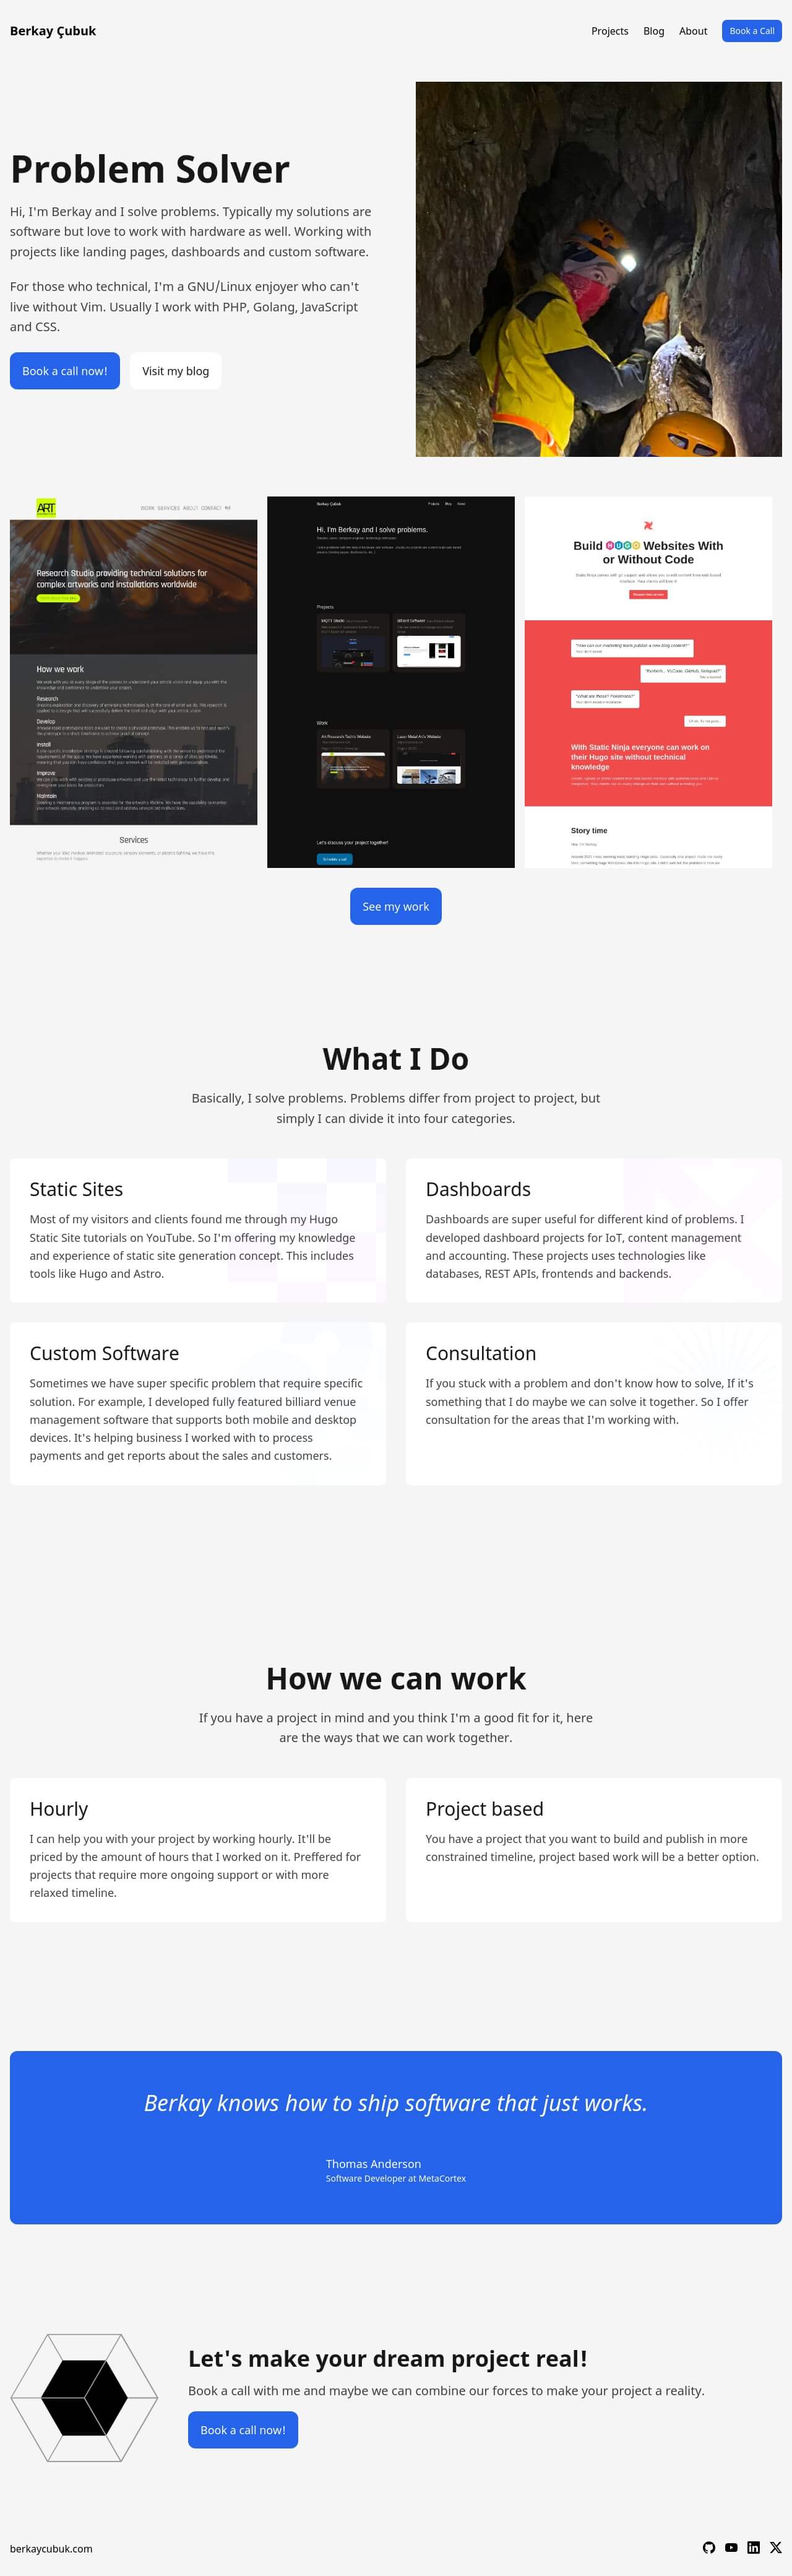 Berkay Çubuk
Projects Blog About Book a Call
Problem Solver
Hi, I'm Berkay and I solve problems. Typically my solutions are
software but love to work with hardware as well. Working with
projects like landing pages, dashboards and custom software.
For those who technical, I'm a GNU/Linux enjoyer who can't
live without Vim. Usually I work with PHP, Golang, JavaScript
and CSS.
Book a call now! Visit my blog
ART
WORK SERVICES ABOUT CONTACT
Research Studio providing technical solutions for
complex artworks and installations worldwide
How we work
Research
Develop
Install
Improve
Maintain
Services
Berkay Çubuk
Projects Blog About
Hi, I'm Berkay and I solve problems.
Projects
Work
Art Research Tech's Website
Let's discuss your project together!
Build HUGO Websites With
or Without Code
With Static Ninja everyone can work on
their Hugo site without technical
knowledge
Story time
See my work
What I Do
Basically, I solve problems. Problems differ from project to project, but
simply I can divide it into four categories.
Static Sites
Most of my visitors and clients found me through my Hugo
Static Site tutorials on YouTube. So I'm offering my knowledge
and experience of static site generation concept. This includes
tools like Hugo and Astro.
Dashboards
Dashboards are super useful for different kind of problems. I
developed dashboard projects for IoT, content management
and accounting. These projects uses technologies like
databases, REST APIs, frontends and backends.
Custom Software
Sometimes we have super specific problem that require specific
solution. For example, I developed fully featured billiard venue
management software that supports both mobile and desktop
devices. It's helping business I worked with to process
payments and get reports about the sales and customers.
Consultation
If you stuck with a problem and don't know how to solve, If it's
something that I do maybe we can solve it together. So I offer
consultation for the areas that I'm working with.
How we can work
If you have a project in mind and you think I'm a good fit for it, here
are the ways that we can work together.
Hourly
I can help you with your project by working hourly. It'll be
priced by the amount of hours that I worked on it. Preffered for
projects that require more ongoing support or with more
relaxed timeline.
Project based
You have a project that you want to build and publish in more
constrained timeline, project based work will be a better option.
Berkay knows how to ship software that just works.
Thomas Anderson
Software Developer at MetaCortex
Let's make your dream project real!
Book a call with me and maybe we can combine our forces to make your project a reality.
Book a call now!
berkaycubuk.com